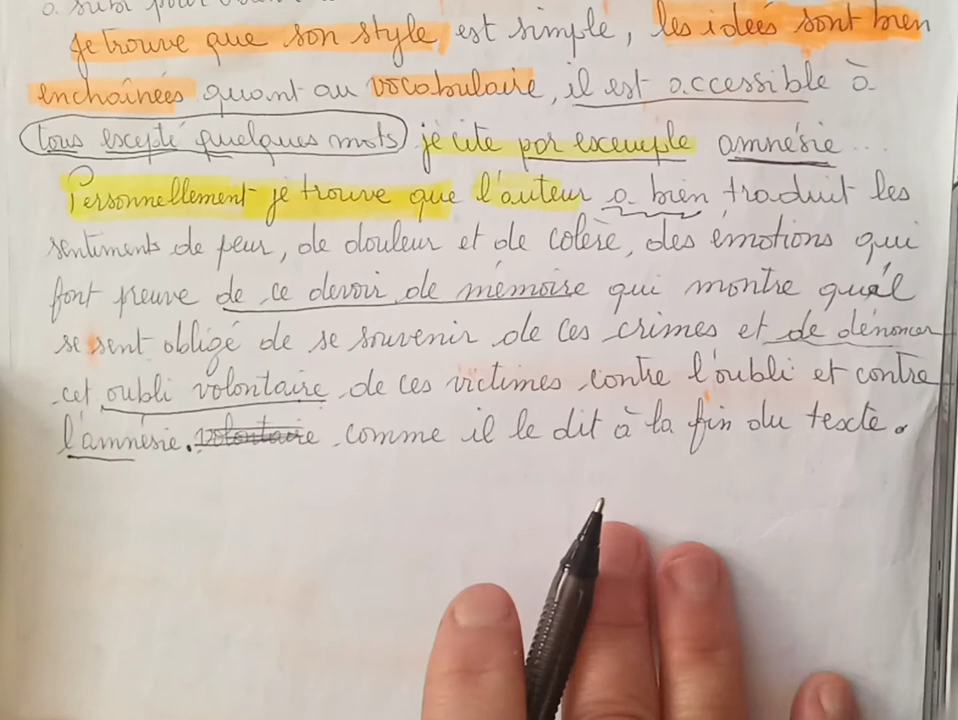 a subi pour
je trouve que son style, est simple, les idées sont bien
enchaînées quant au vocabulaire, il est accessible à
tous escepté quelques mots je cite par exemple amnésie...
Personnellement je trouve que l'auteur a bien traduit les
sentiments de peur, de douleur et de colère, des émotions qui
font preuve de ce devoir de mémoire qui montre qu'il
se sent obligé de se souvenir de ces crimes et de dénoncer
cet oubli volontaire de ces victimes contre l'oubli et contre
l'amnésie. volontaire comme il le dit à la fin du texte.